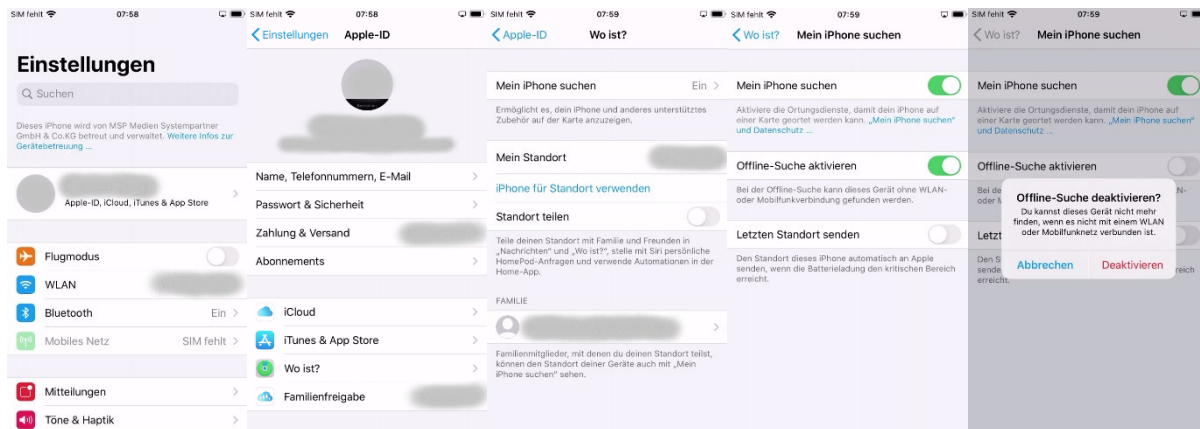 SIM fehlt 07:58
Einstellungen
Suchen
Dieses iPhone wird von MSP Medien Systempartner
GmbH & Co.KG betreut und verwaltet. Weitere Infos zur
Gerätebetreuung ...
Apple-ID, iCloud, iTunes & App Store
Flugmodus
WLAN
Bluetooth Ein
Mobiles Netz SIM fehlt
Mitteilungen
Töne & Haptik
SIM fehlt 07:58
Einstellungen Apple-ID
Name, Telefonnummern, E-Mail
Passwort & Sicherheit
Zahlung & Versand
Abonnements
iCloud
iTunes & App Store
Wo ist?
Familienfreigabe
SIM fehlt 07:59
Apple-ID Wo ist?
Mein iPhone suchen Ein
Ermöglicht es, dein iPhone und anderes unterstütztes
Zubehör auf der Karte anzuzeigen.
Mein Standort
iPhone für Standort verwenden
Standort teilen
Teile deinen Standort mit Familie und Freunden in
„Nachrichten“ und „Wo ist?“, stelle mit Siri persönliche
HomePod-Anfragen und verwende Automationen in der
Home-App.
FAMILIE
Familienmitglieder, mit denen du deinen Standort teilst,
können den Standort deiner Geräte auch mit „Mein
iPhone suchen“ sehen.
SIM fehlt 07:59
Wo ist? Mein iPhone suchen
Mein iPhone suchen
Aktiviere die Ortungsdienste, damit dein iPhone auf
einer Karte geortet werden kann. „Mein iPhone suchen“
und Datenschutz ...
Offline-Suche aktivieren
Bei der Offline-Suche kann dieses Gerät ohne WLAN-
oder Mobilfunkverbindung gefunden werden.
Letzten Standort senden
Den Standort dieses iPhone automatisch an Apple
senden, wenn die Batterieladung den kritischen Bereich
erreicht.
SIM fehlt 07:59
Wo ist? Mein iPhone suchen
Mein iPhone suchen
Aktiviere die Ortungsdienste, damit dein iPhone auf
einer Karte geortet werden kann. „Mein iPhone suchen“
und Datenschutz ...
Offline-Suche aktivieren
Offline-Suche deaktivieren?
Du kannst dieses Gerät nicht mehr
finden, wenn es nicht mit einem WLAN
oder Mobilfunknetz verbunden ist.
Abbrechen Deaktivieren
erreicht.